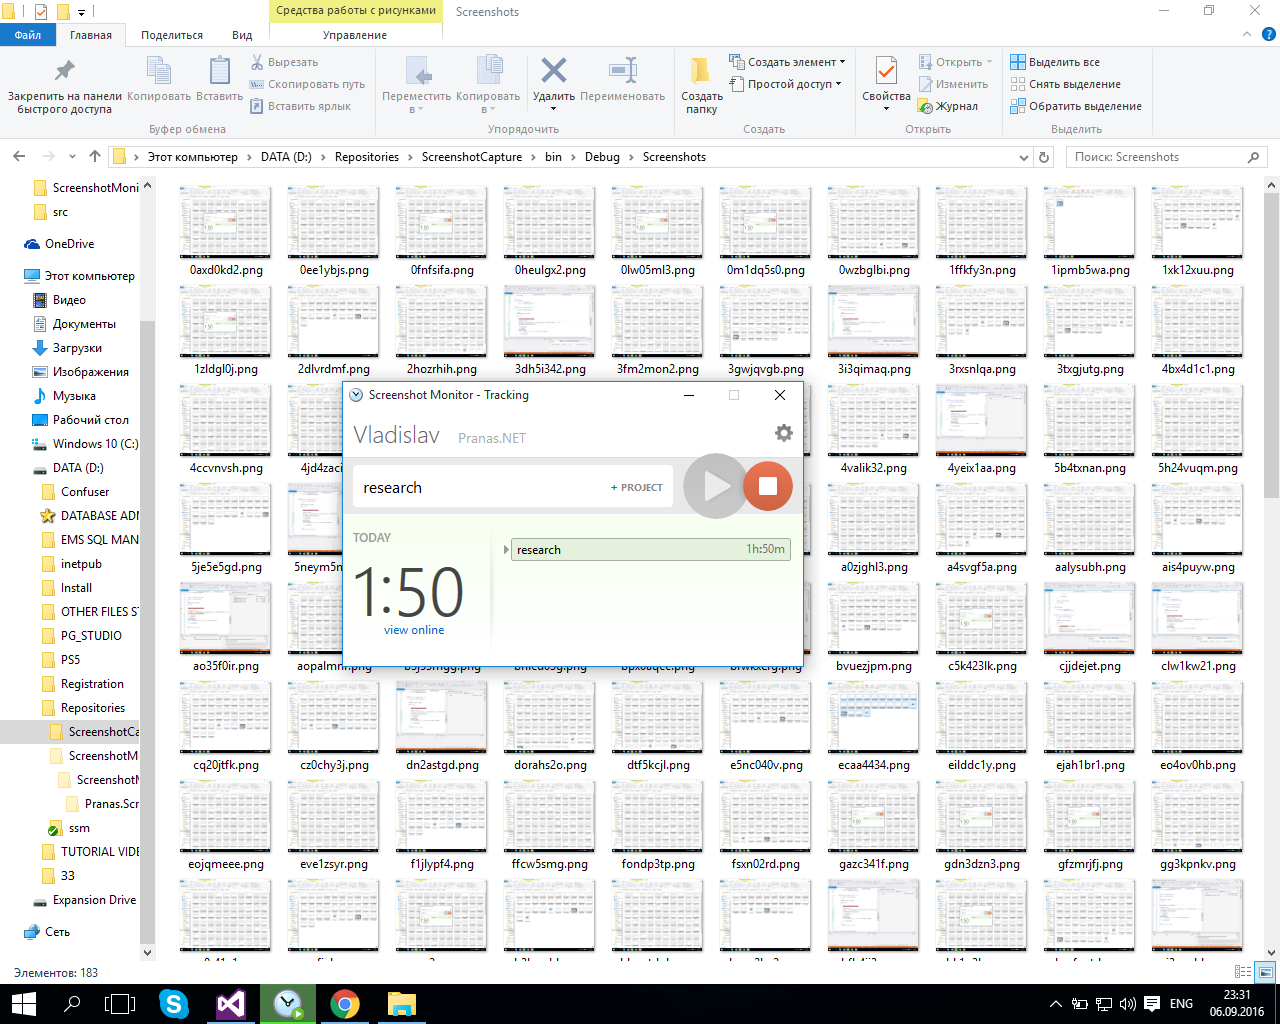 Средства работы с рисунками
Screenshots
Файл
Главная
Поделиться
Вид
Управление
Закрепить на панели быстрого доступа
Копировать
Вставить
Вырезать
Скопировать путь
Вставить ярлык
Буфер обмена
Переместить в
Копировать в
Удалить
Переименовать
Упорядочить
Создать папку
Создать элемент
Простой доступ
Создать
Свойства
Открыть
Изменить
Журнал
Открыть
Выделить все
Снять выделение
Обратить выделение
Выделить
Этот компьютер > DATA (D:) > Repositories > ScreenshotCapture > bin > Debug > Screenshots
Поиск: Screenshots
ScreenshotMoni
src
OneDrive
Этот компьютер
Видео
Документы
Загрузки
Изображения
Музыка
Рабочий стол
Windows 10 (C:)
DATA (D:)
Confuser
DATABASE ADM
EMS SQL MAN
inetpub
Install
OTHER FILES ST
PG_STUDIO
PS5
Registration
Repositories
ScreenshotCa
ScreenshotM
Screenshot
Pranas.Scr
ssm
TUTORIAL VIDE
33
Expansion Drive
Сеть
0axd0kd2.png 0ee1ybjs.png 0fnfsifa.png 0heulgx2.png 0lw05ml3.png 0m1dq5s0.png 0wzbglbi.png 1ffkfy3n.png 1ipmb5wa.png 1xk12xuu.png
1zldgl0j.png 2dlvrdmf.png 2hozrhih.png 3dh5i342.png 3fm2mon2.png 3gwjqvgb.png 3i3qimaq.png 3rxsnlqa.png 3txgjutg.png 4bx4d1c1.png
4ccvnvsh.png 4jd4zaci 4valik32.png 4yeix1aa.png 5b4txnan.png 5h24vuqm.png
5je5e5gd.png 5neym5n a0zjghl3.png a4svgf5a.png aalysubh.png ais4puyw.png
ao35f0ir.png aopalmnr bvuezjpm.png c5k423lk.png cjjdejet.png clw1kw21.png
cq20jtfk.png cz0chy3j.png dn2astgd.png dorahs2o.png dtf5kcjl.png e5nc040v.png ecaa4434.png eilddc1y.png ejah1br1.png eo4ov0hb.png
eojqmeee.png eve1zsyr.png f1jlypf4.png ffcw5smg.png fondp3tp.png fsxn02rd.png gazc341f.png gdn3dzn3.png gfzmrjfj.png gg3kpnkv.png
Screenshot Monitor - Tracking
Vladislav Pranas.NET
research + PROJECT
TODAY
1:50
view online
research 1h:50m
Элементов: 183
ENG
23:31
06.09.2016